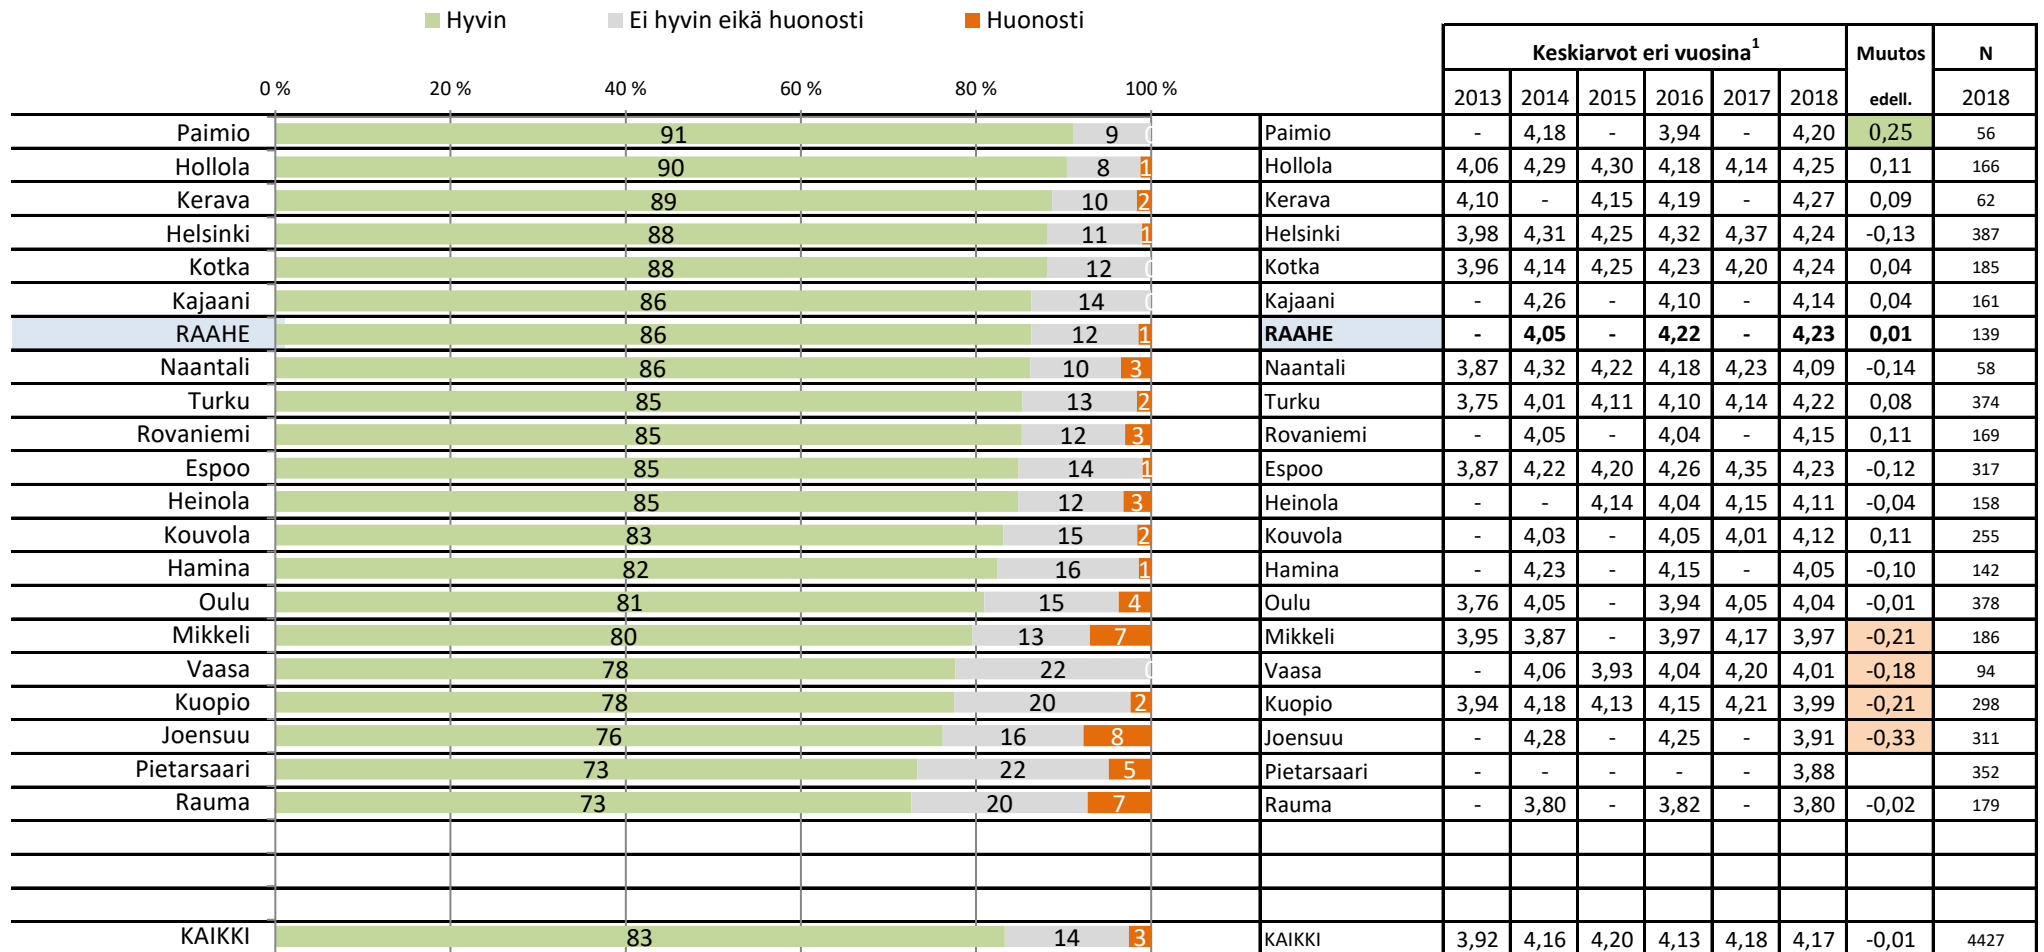 Hyvin Ei hyvin eikä huonosti Huonosti
Keskiarvot eri vuosina¹ Muutos N
0 % 20 % 40 % 60 % 80 % 100 % 2013 2014 2015 2016 2017 2018 edell. 2018
Paimio 91 9 0 Paimio - 4,18 - 3,94 - 4,20 0,25 56
Hollola 90 8 1 Hollola 4,06 4,29 4,30 4,18 4,14 4,25 0,11 166
Kerava 89 10 2 Kerava 4,10 - 4,15 4,19 - 4,27 0,09 62
Helsinki 88 11 1 Helsinki 3,98 4,31 4,25 4,32 4,37 4,24 -0,13 387
Kotka 88 12 0 Kotka 3,96 4,14 4,25 4,23 4,20 4,24 0,04 185
Kajaani 86 14 0 Kajaani - 4,26 - 4,10 - 4,14 0,04 161
RAAHE 86 12 1 RAAHE - 4,05 - 4,22 - 4,23 0,01 139
Naantali 86 10 3 Naantali 3,87 4,32 4,22 4,18 4,23 4,09 -0,14 58
Turku 85 13 2 Turku 3,75 4,01 4,11 4,10 4,14 4,22 0,08 374
Rovaniemi 85 12 3 Rovaniemi - 4,05 - 4,04 - 4,15 0,11 169
Espoo 85 14 1 Espoo 3,87 4,22 4,20 4,26 4,35 4,23 -0,12 317
Heinola 85 12 3 Heinola - - 4,14 4,04 4,15 4,11 -0,04 158
Kouvola 83 15 2 Kouvola - 4,03 - 4,05 4,01 4,12 0,11 255
Hamina 82 16 1 Hamina - 4,23 - 4,15 - 4,05 -0,10 142
Oulu 81 15 4 Oulu 3,76 4,05 - 3,94 4,05 4,04 -0,01 378
Mikkeli 80 13 7 Mikkeli 3,95 3,87 - 3,97 4,17 3,97 -0,21 186
Vaasa 78 22 0 Vaasa - 4,06 3,93 4,04 4,20 4,01 -0,18 94
Kuopio 78 20 2 Kuopio 3,94 4,18 4,13 4,15 4,21 3,99 -0,21 298
Joensuu 76 16 8 Joensuu - 4,28 - 4,25 - 3,91 -0,33 311
Pietarsaari 73 22 5 Pietarsaari - - - - - 3,88 352
Rauma 73 20 7 Rauma - 3,80 - 3,82 - 3,80 -0,02 179
KAIKKI 83 14 3 KAIKKI 3,92 4,16 4,20 4,13 4,18 4,17 -0,01 4427